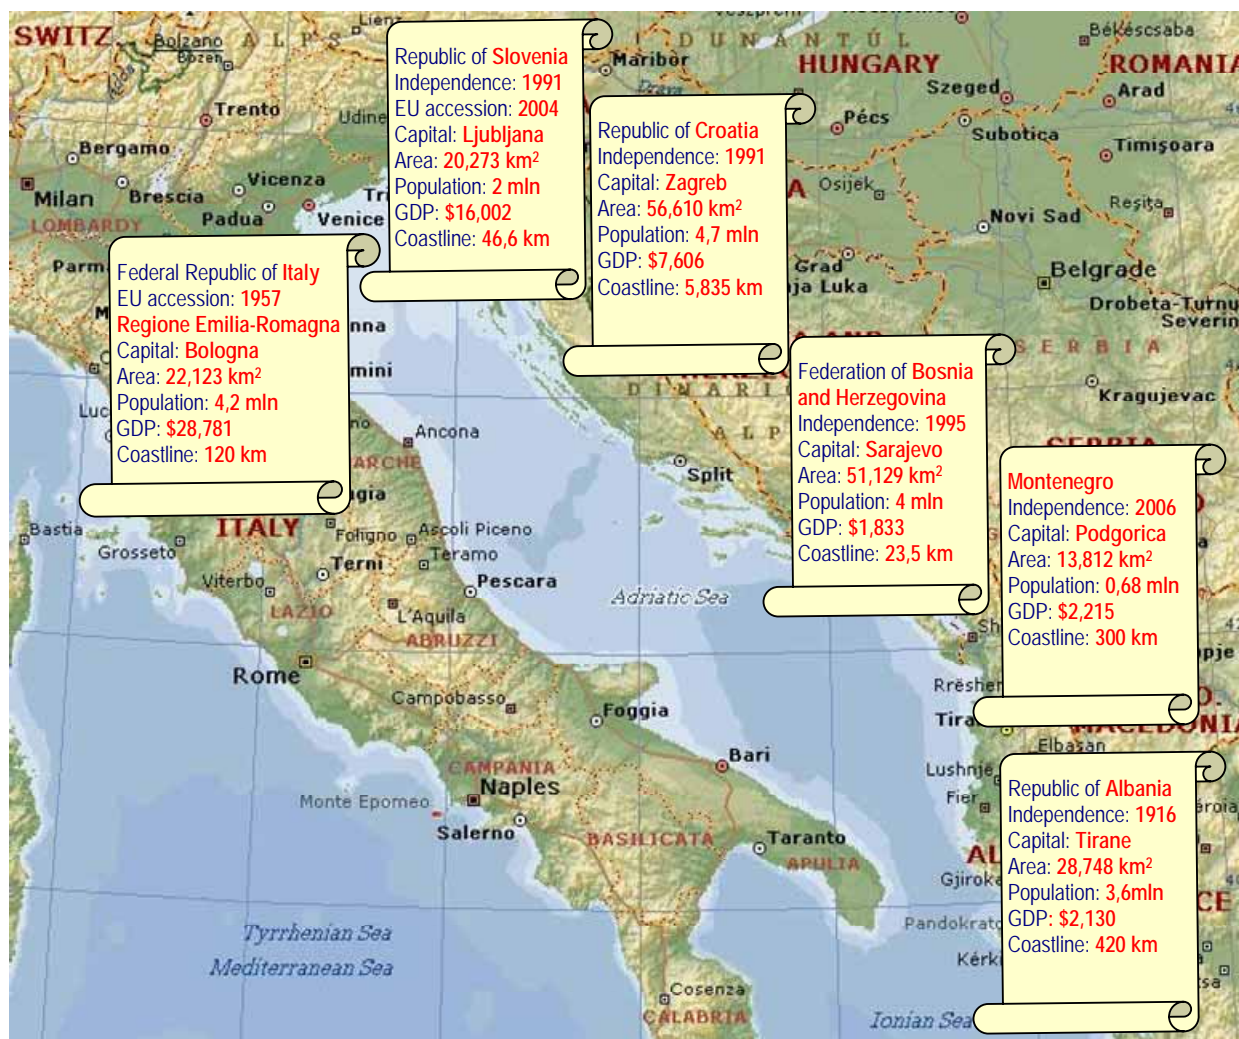 SWITZ
Bolzano
Bozen
A L P S
Lienz
Adda
Trento
Udine
Bergamo
Milan
Brescia
Vicenza
Padua
Venice
LOMBARDY
Maribor
Drava
D U N A N T Ú L
HUNGARY
Békéscsaba
ROMANIA
Szeged
Arad
Pécs
Subotica
Timişoara
Osijek
Novi Sad
Reşiţa
Grad
Belgrade
Drobeta-Turnu
Severin
S E R B I A
Kragujevac
SERBIA
Republic of Slovenia
Independence: 1991
EU accession: 2004
Capital: Ljubljana
Area: 20,273 km²
Population: 2 mln
GDP: $16,002
Coastline: 46,6 km
Republic of Croatia
Independence: 1991
Capital: Zagreb
Area: 56,610 km²
Population: 4,7 mln
GDP: $7,606
Coastline: 5,835 km
Federal Republic of Italy
EU accession: 1957
Regione Emilia-Romagna
Capital: Bologna
Area: 22,123 km²
Population: 4,2 mln
GDP: $28,781
Coastline: 120 km
Federation of Bosnia
and Herzegovina
Independence: 1995
Capital: Sarajevo
Area: 51,129 km²
Population: 4 mln
GDP: $1,833
Coastline: 23,5 km
Montenegro
Independence: 2006
Capital: Podgorica
Area: 13,812 km²
Population: 0,68 mln
GDP: $2,215
Coastline: 300 km
D I N A R I
A L P
Split
Ancona
Bastia
Grosseto
ITALY
Foligno
Ascoli Piceno
Teramo
Terni
Viterbo
Pescara
LAZIO
L'Aquila
ABRUZZI
Adriatic Sea
Rome
Campobasso
Foggia
Bari
CAMPANIA
Naples
Monte Epomeo
Salerno
BASILICATA
Taranto
APULIA
MACEDONIA
Elbasan
Lushnje
Fier
Republic of Albania
Independence: 1916
Capital: Tirane
Area: 28,748 km²
Population: 3,6mln
GDP: $2,130
Coastline: 420 km
Tyrrhenian Sea
Mediterranean Sea
Cosenza
CALABRIA
Ionian Sea